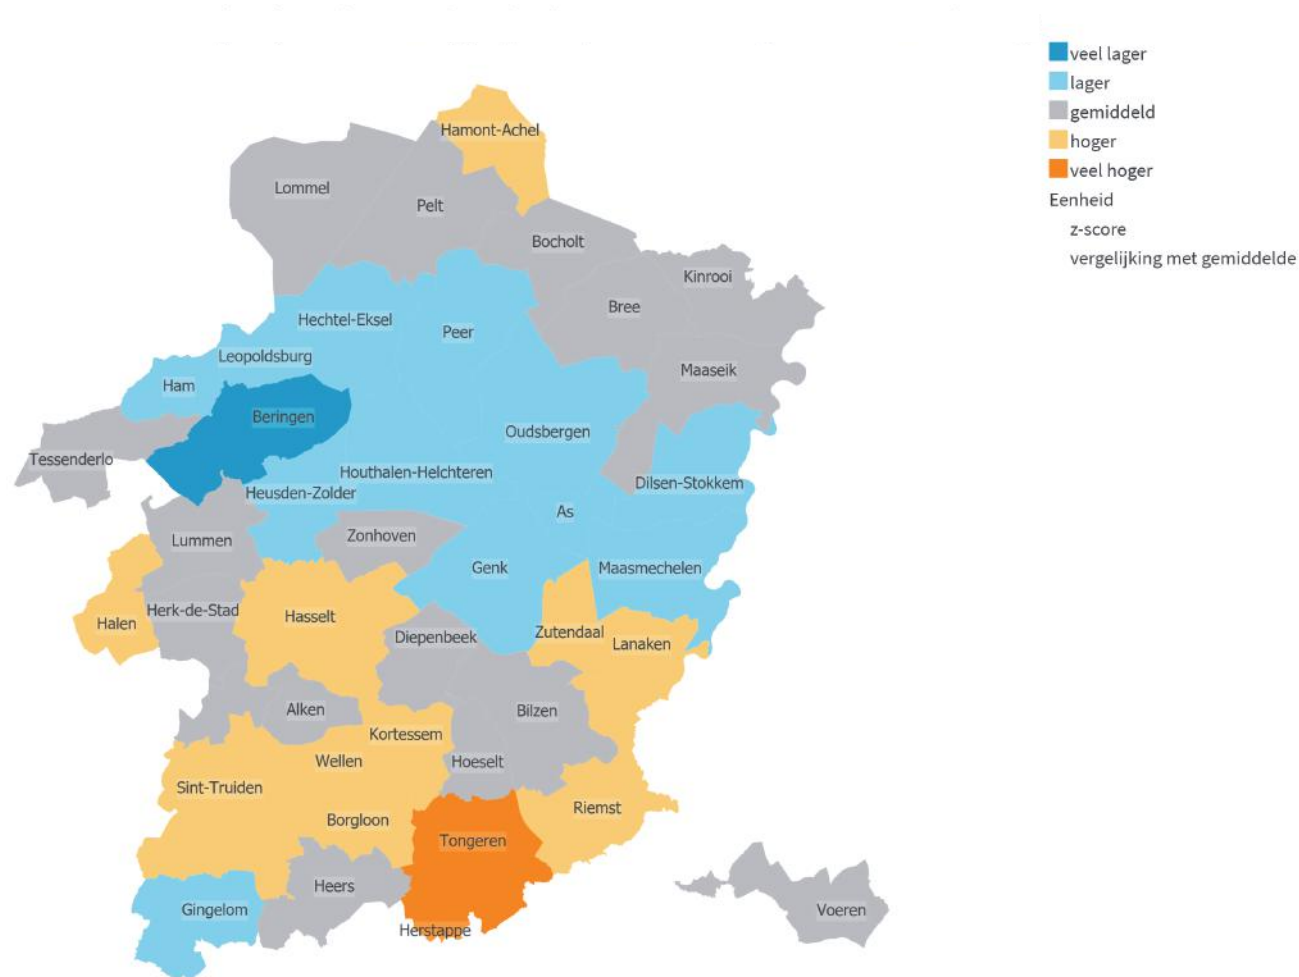 veel lager
lager
gemiddeld
hoger
veel hoger
Eenheid
z-score
vergelijking met gemiddelde
Hamont-Achel
Lommel
Pelt
Bocholt
Kinrooi
Bree
Hechtel-Eksel
Peer
Leopoldsburg
Maaseik
Ham
Beringen
Oudsbergen
Tessenderlo
Houthalen-Helchteren
Dilsen-Stokkem
Heusden-Zolder
As
Zonhoven
Lummen
Genk
Maasmechelen
Herk-de-Stad
Hasselt
Halen
Diepenbeek
Zutendaal
Lanaken
Alken
Bilzen
Kortessem
Wellen
Hoeselt
Sint-Truiden
Riemst
Borgloon
Tongeren
Heers
Gingelom
Voeren
Herstappe